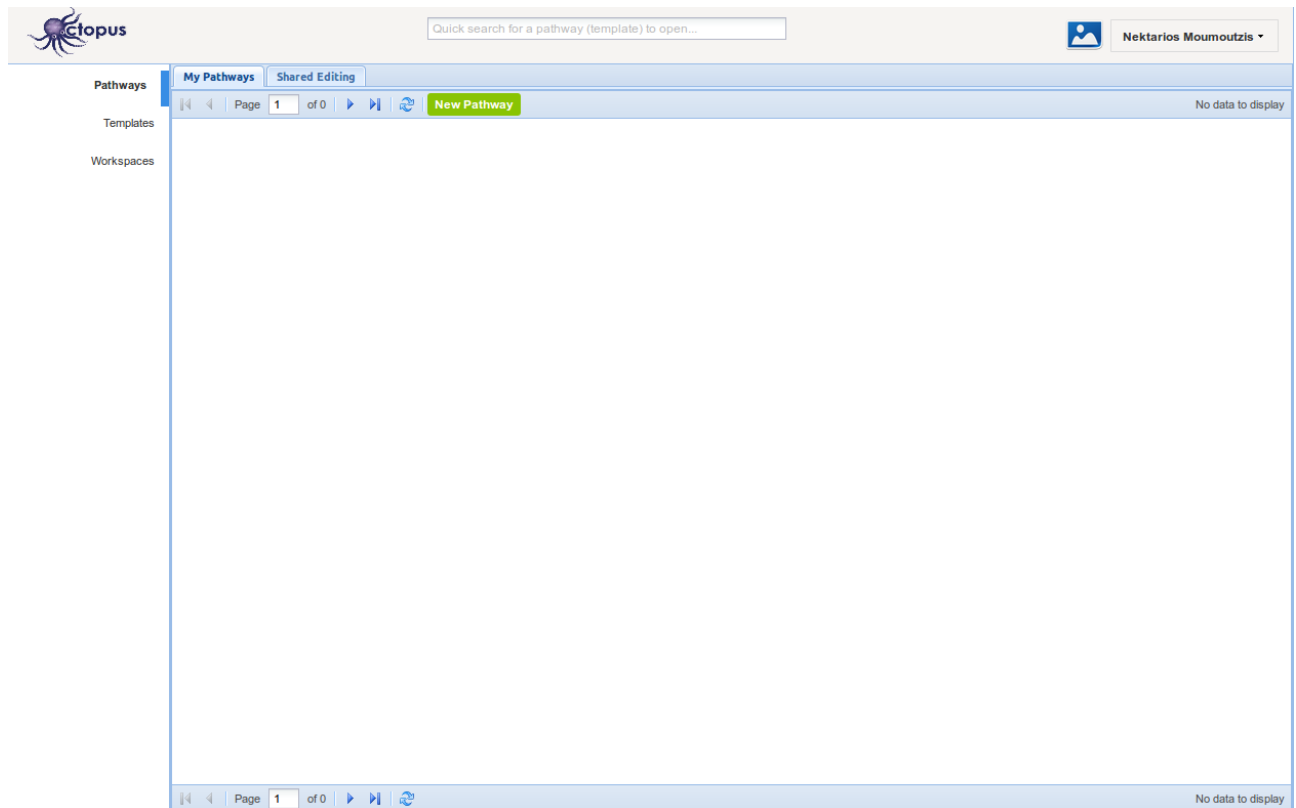 ctopus
Quick search for a pathway (template) to open...
Nektarios Moumoutzis
Pathways
Templates
Workspaces
My Pathways Shared Editing
Page 1 of 0 New Pathway No data to display
Page 1 of 0 No data to display